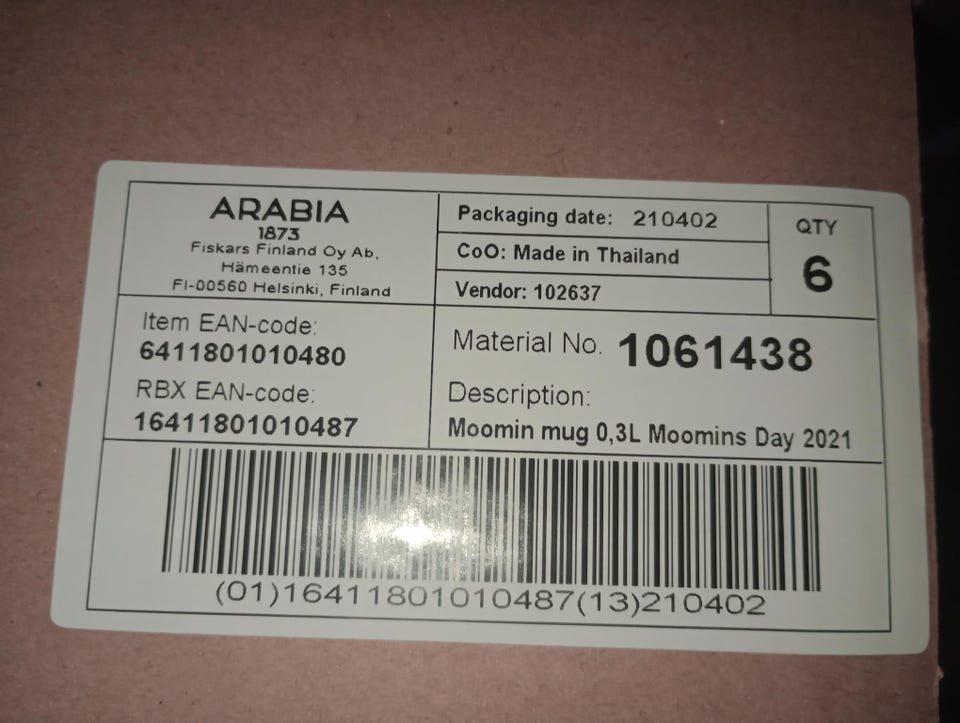 ARABIA
1873
Fiskars Finland Oy Ab,
Hämeentie 135
FI-00560 Helsinki, Finland
Packaging date: 210402
CoO: Made in Thailand
Vendor: 102637
QTY
6
Item EAN-code:
6411801010480
RBX EAN-code:
16411801010487
Material No. 1061438
Description:
Moomin mug 0,3L Moomins Day 2021
(01)16411801010487(13)210402